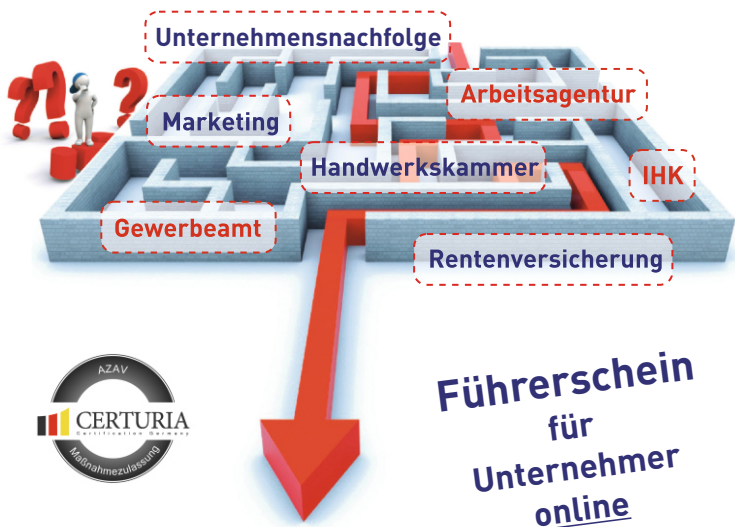 Unternehmensnachfolge
Arbeitsagentur
Marketing
Handwerkskammer
IHK
Gewerbeamt
Rentenversicherung
AZAV
CERTURIA
Certification Germany
Maßnahmezulassung
Führerschein
für
Unternehmer
online